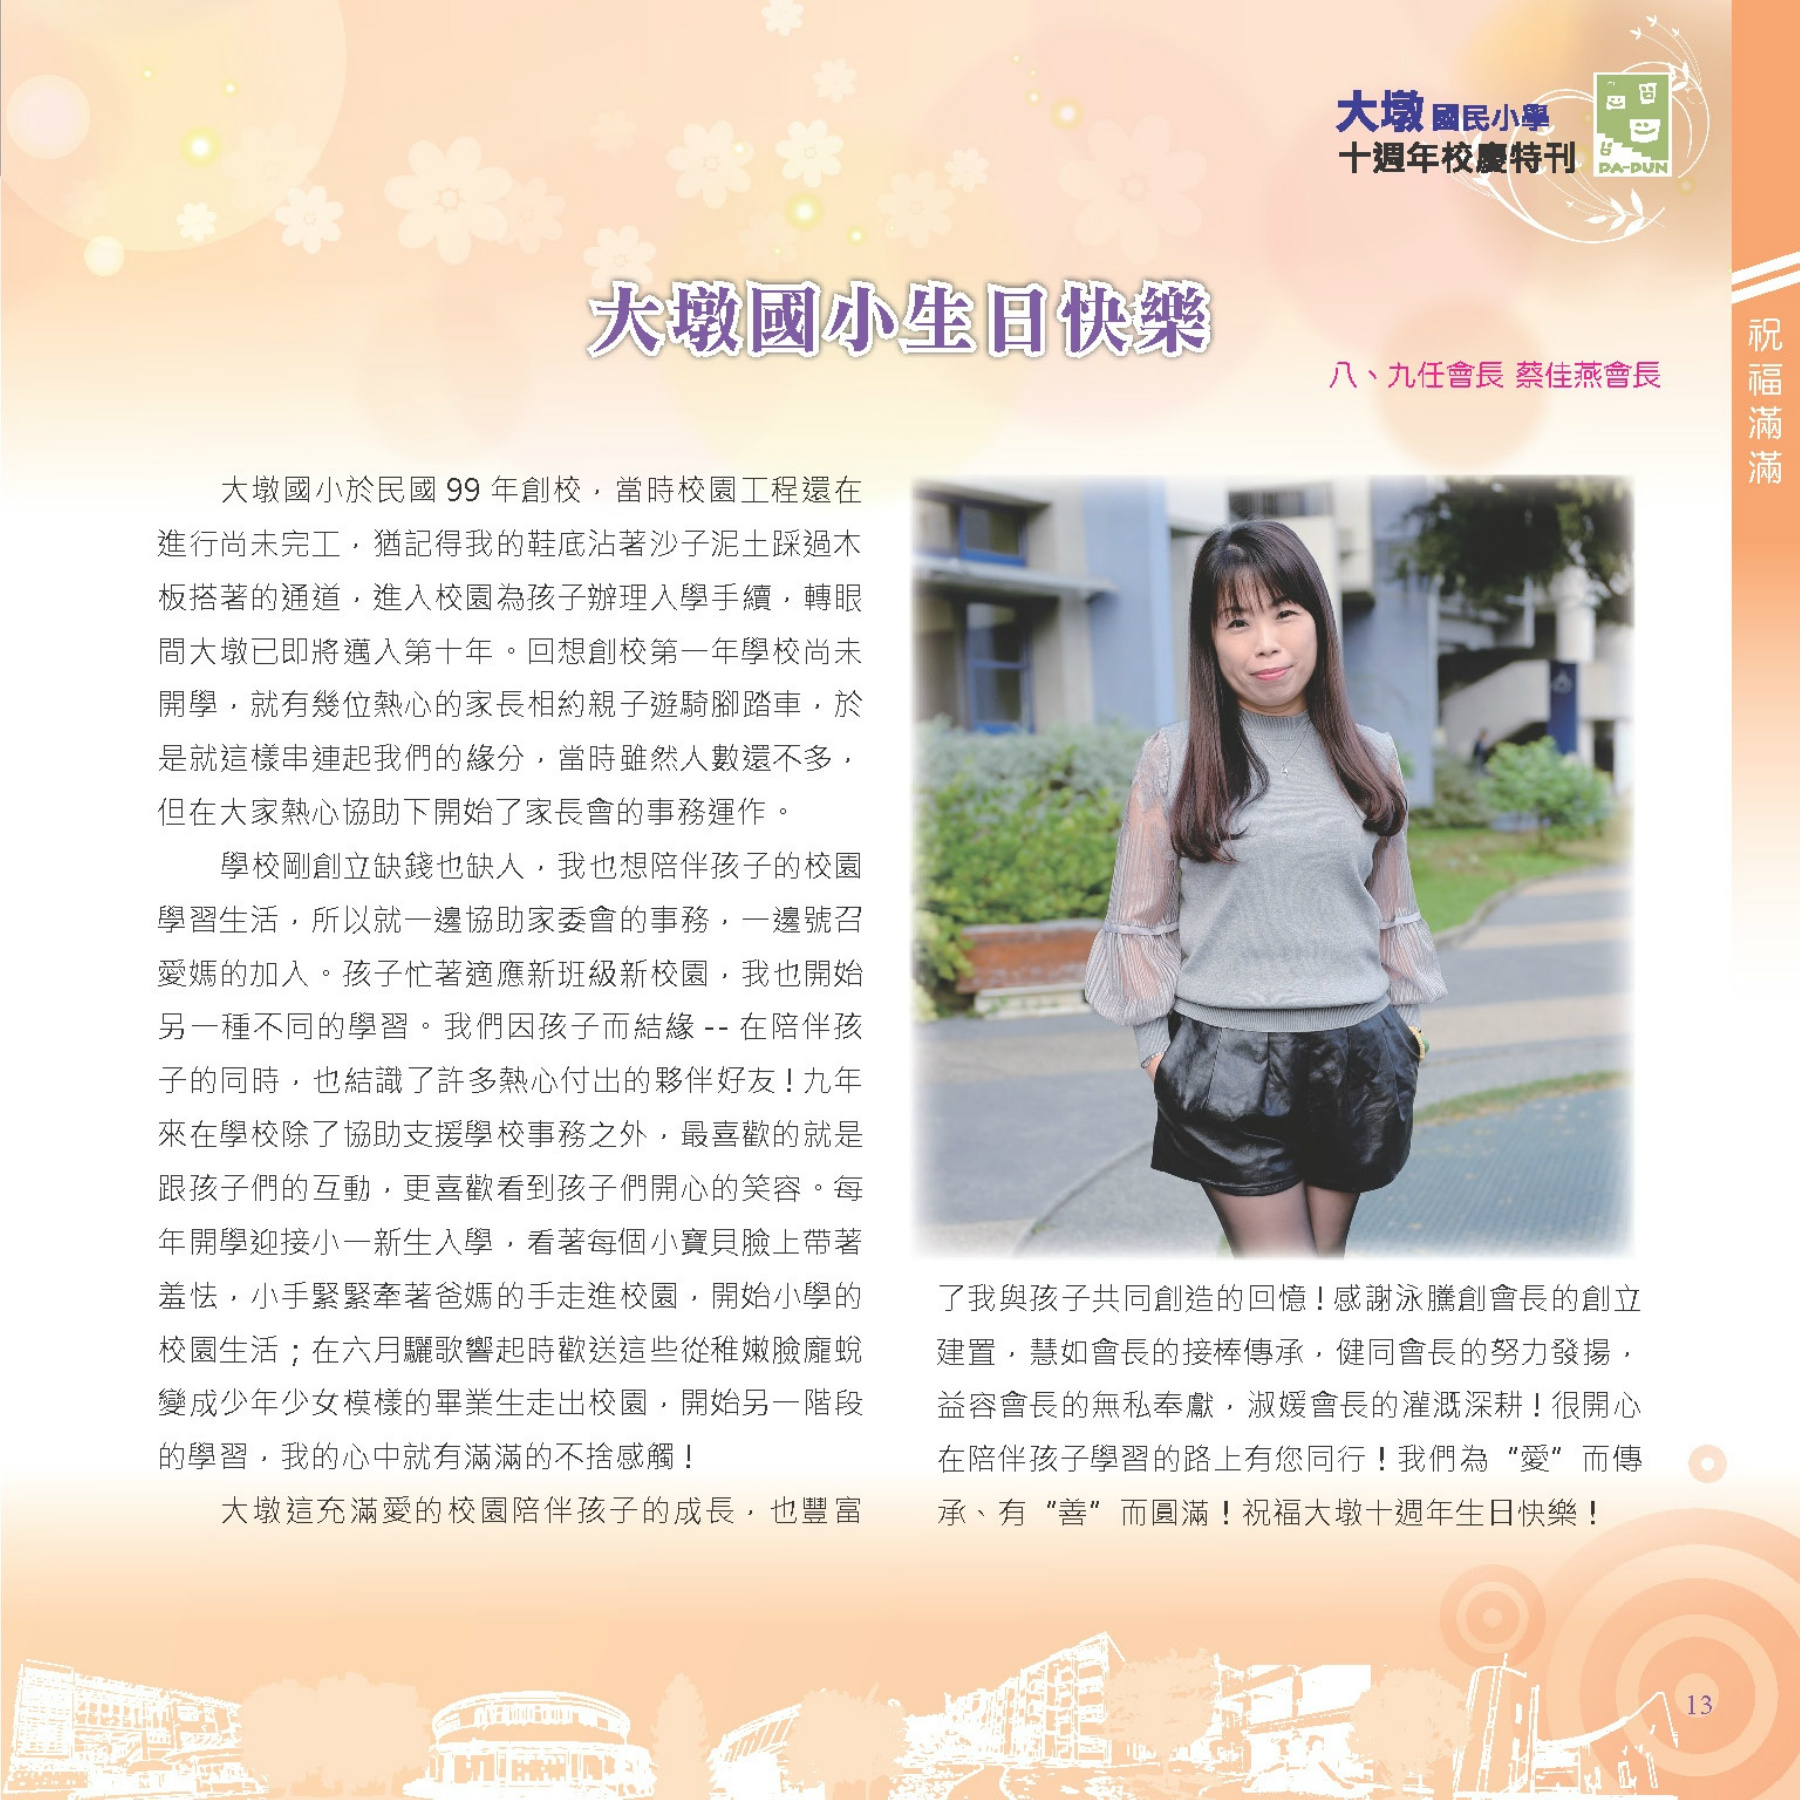 大墩 國民小學
十週年校慶特刊
DA-DUN
祝福滿滿
大墩國小生日快樂
八、九任會長 蔡佳燕會長
大墩國小於民國 99 年創校，當時校園工程還在
進行尚未完工，猶記得我的鞋底沾著沙子泥土踩過木
板搭著的通道，進入校園為孩子辦理入學手續，轉眼
間大墩已即將邁入第十年。回想創校第一年學校尚未
開學，就有幾位熱心的家長相約親子遊騎腳踏車，於
是就這樣串連起我們的緣分，當時雖然人數還不多，
但在大家熱心協助下開始了家長會的事務運作。
學校剛創立缺錢也缺人，我也想陪伴孩子的校園
學習生活，所以就一邊協助家委會的事務，一邊號召
愛媽的加入。孩子忙著適應新班級新校園，我也開始
另一種不同的學習。我們因孩子而結緣 -- 在陪伴孩
子的同時，也結識了許多熱心付出的夥伴好友！九年
來在學校除了協助支援學校事務之外，最喜歡的就是
跟孩子們的互動，更喜歡看到孩子們開心的笑容。每
年開學迎接小一新生入學，看著每個小寶貝臉上帶著
羞怯，小手緊緊牽著爸媽的手走進校園，開始小學的
校園生活；在六月驪歌響起時歡送這些從稚嫩臉龐蛻
變成少年少女模樣的畢業生走出校園，開始另一階段
的學習，我的心中就有滿滿的不捨感觸！
大墩這充滿愛的校園陪伴孩子的成長，也豐富
了我與孩子共同創造的回憶！感謝泳騰創會長的創立
建置，慧如會長的接棒傳承，健同會長的努力發揚，
益容會長的無私奉獻，淑媛會長的灌溉深耕！很開心
在陪伴孩子學習的路上有您同行！我們為“愛”而傳
承、有“善”而圓滿！祝福大墩十週年生日快樂！
13